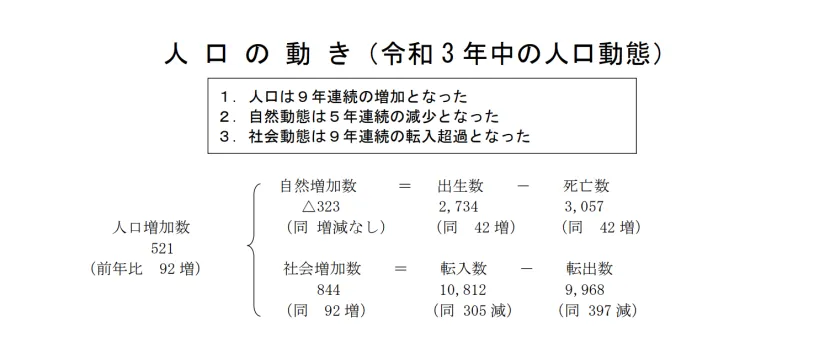 人口の動き（令和３年中の人口動態）
１．人口は９年連続の増加となった
２．自然動態は５年連続の減少となった
３．社会動態は９年連続の転入超過となった
自然増加数 ＝ 出生数 － 死亡数
△323 2,734 3,057
（同 増減なし） （同 42 増） （同 42 増）
人口増加数
521
（前年比 92 増）
社会増加数 ＝ 転入数 － 転出数
844 10,812 9,968
（同 92 増） （同 305 減） （同 397 減）